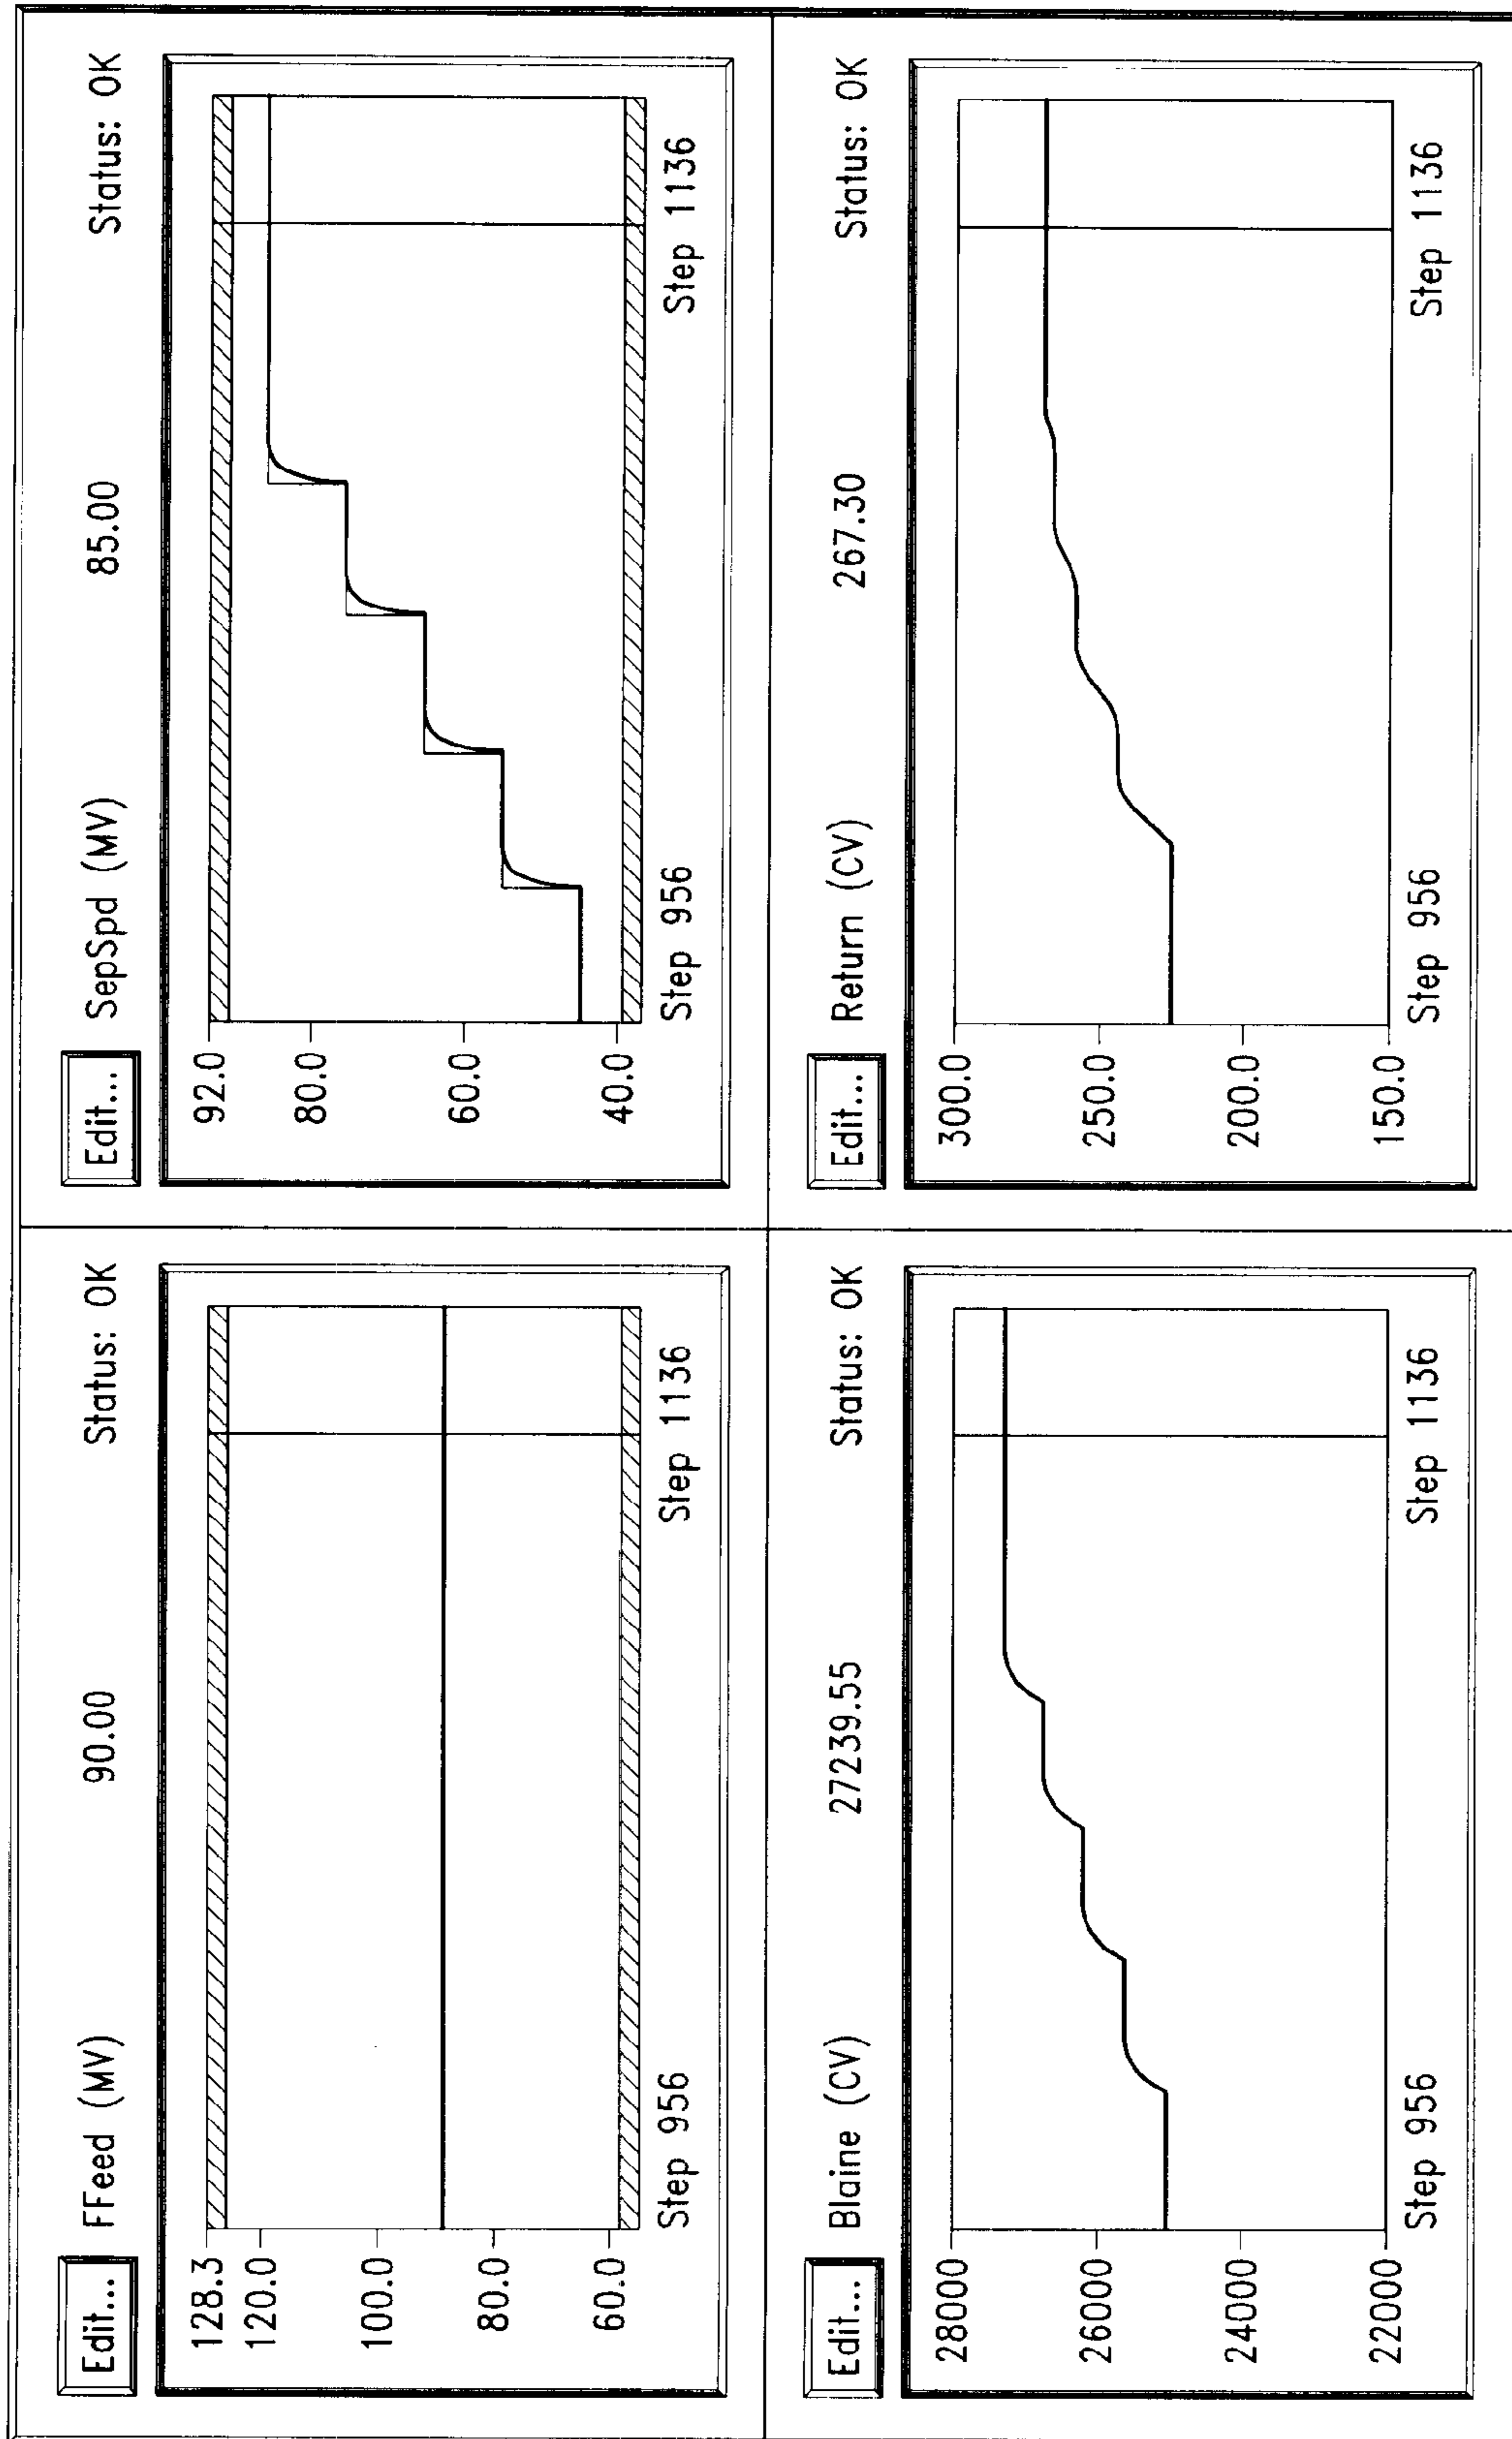 Edit... FFeed (MV) 90.00 Status: OK
128.3
120.0
100.0
80.0
60.0
Step 956 Step 1136
Edit... SepSpd (MV) 85.00 Status: OK
92.0
80.0
60.0
40.0
Step 956 Step 1136
Edit... Blaine (CV) 27239.55 Status: OK
28000
26000
24000
22000
Step 956 Step 1136
Edit... Return (CV) 267.30 Status: OK
300.0
250.0
200.0
150.0
Step 956 Step 1136